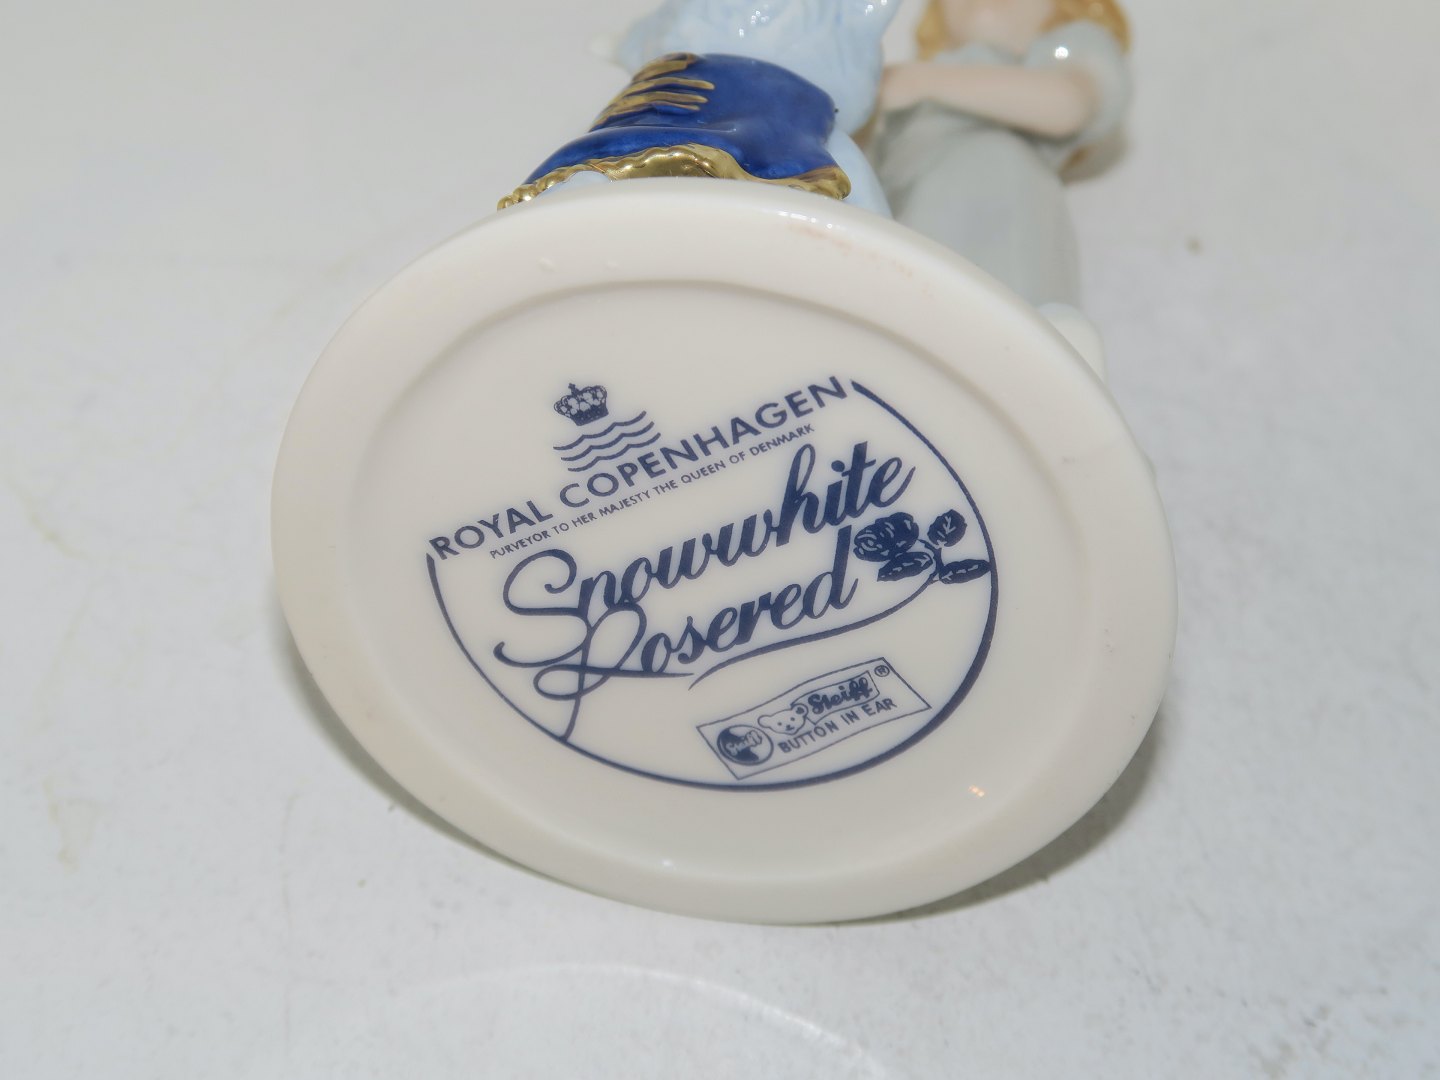 ROYAL COPENHAGEN
PURVEYOR TO HER MAJESTY THE QUEEN OF DENMARK
Snowwhite
Rosered
Steiff ®
BUTTON IN EAR